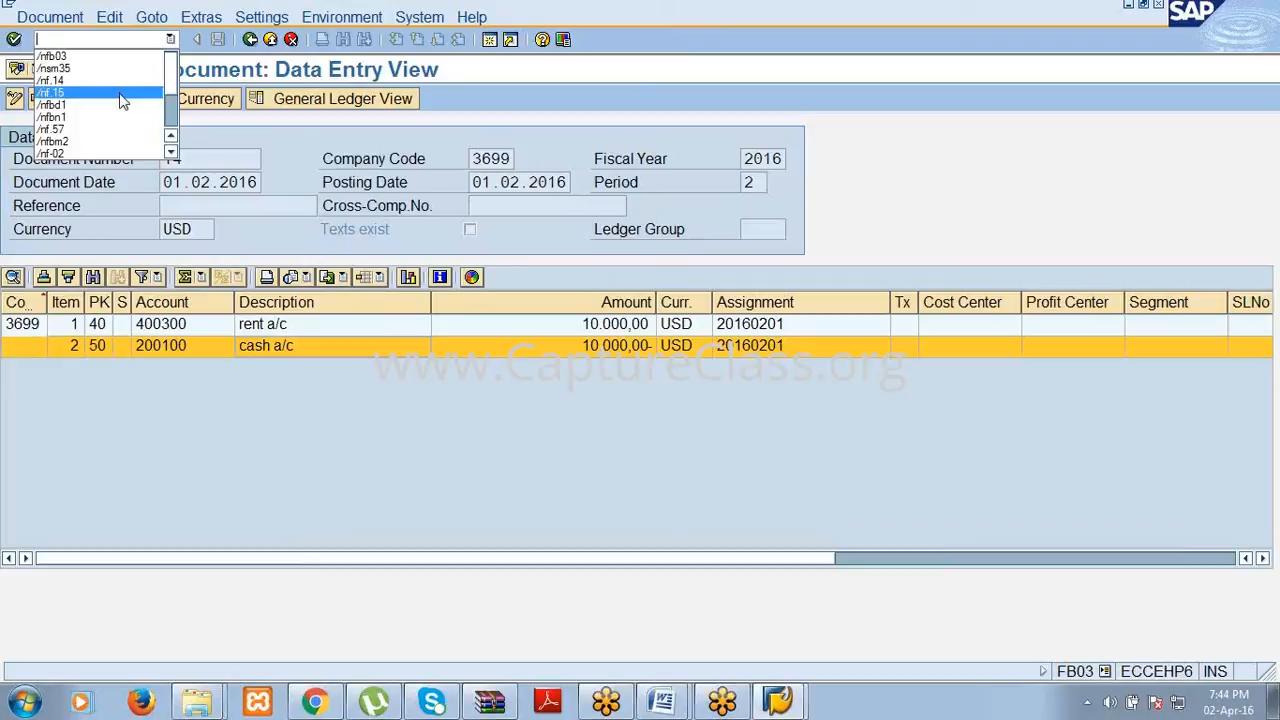 Document Edit Goto Extras Settings Environment System Help
SAP
/nfb03
/nsm35
/nf.14
/nf.15
/nfbd1
/nfbn1
/nf.57
/nfbm2
/nf-02
ocument: Data Entry View
Currency General Ledger View
Data
Document Number 14 Company Code 3699 Fiscal Year 2016
Document Date 01.02.2016 Posting Date 01.02.2016 Period 2
Reference Cross-Comp.No.
Currency USD Texts exist Ledger Group
Co... Item PK S Account Description Amount Curr. Assignment Tx Cost Center Profit Center Segment SLNo
3699 1 40 400300 rent a/c 10.000,00 USD 20160201
2 50 200100 cash a/c 10.000,00- USD 20160201
www.CaptureClass.org
FB03 ECCEHP6 INS
7:44 PM
02-Apr-16